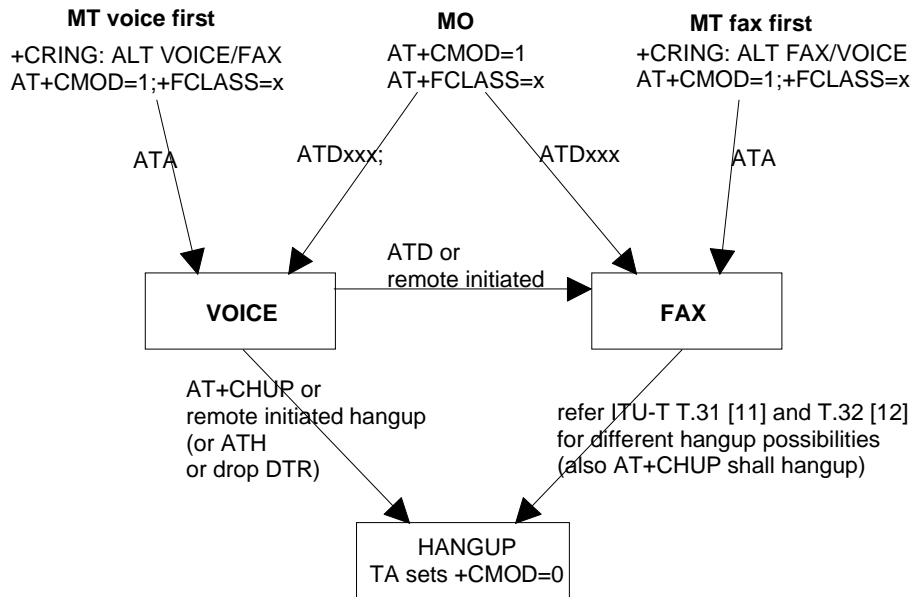 MT voice first
+CRING: ALT VOICE/FAX
AT+CMOD=1;+FCLASS=x
MO
AT+CMOD=1
AT+FCLASS=x
MT fax first
+CRING: ALT FAX/VOICE
AT+CMOD=1;+FCLASS=x
ATA
ATDxxx;
ATDxxx
ATA
ATD or
remote initiated
VOICE
FAX
AT+CHUP or
remote initiated hangup
(or ATH
or drop DTR)
refer ITU-T T.31 [11] and T.32 [12]
for different hangup possibilities
(also AT+CHUP shall hangup)
HANGUP
TA sets +CMOD=0